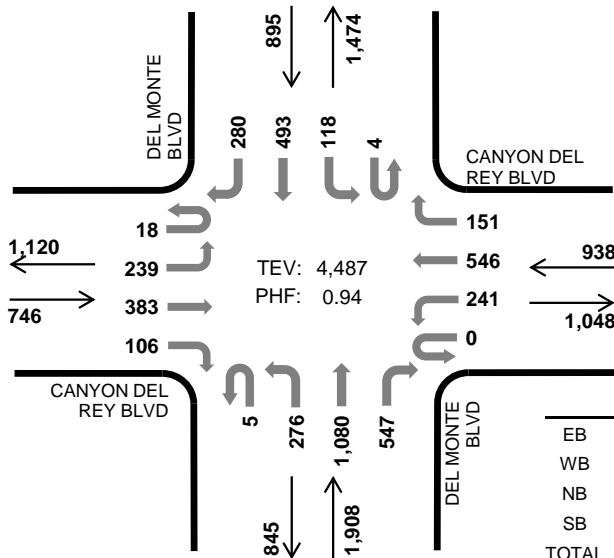 895
1,474
DEL MONTE
BLVD
280
493
118
4
CANYON DEL
REY BLVD
18
151
1,120
239
TEV: 4,487
546
938
746
383
PHF: 0.94
241
1,048
106
0
CANYON DEL
REY BLVD
5
276
1,080
547
DEL MONTE
BLVD
EB
WB
NB
SB
TOTAL
845
1,908